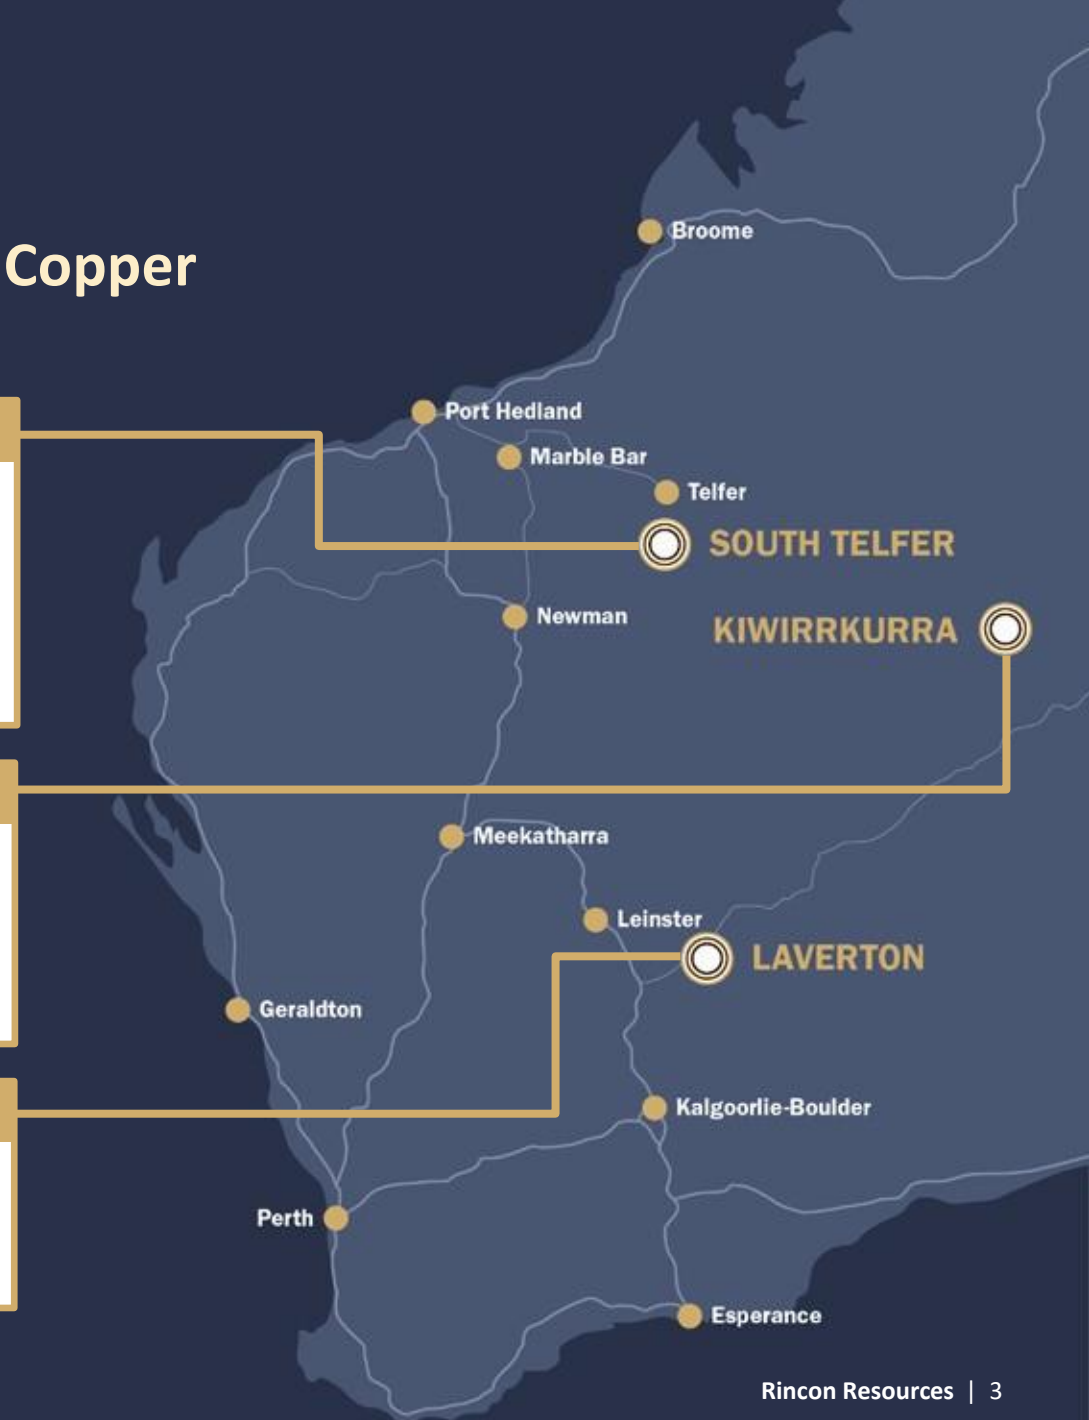 Broome
Copper
Port Hedland
Marble Bar
Telfer
SOUTH TELFER
Newman
KIWIRRKURRA
Meekatharra
Leinster
LAVERTON
Geraldton
Kalgoorlie-Boulder
Perth
Esperance
Rincon Resources | 3